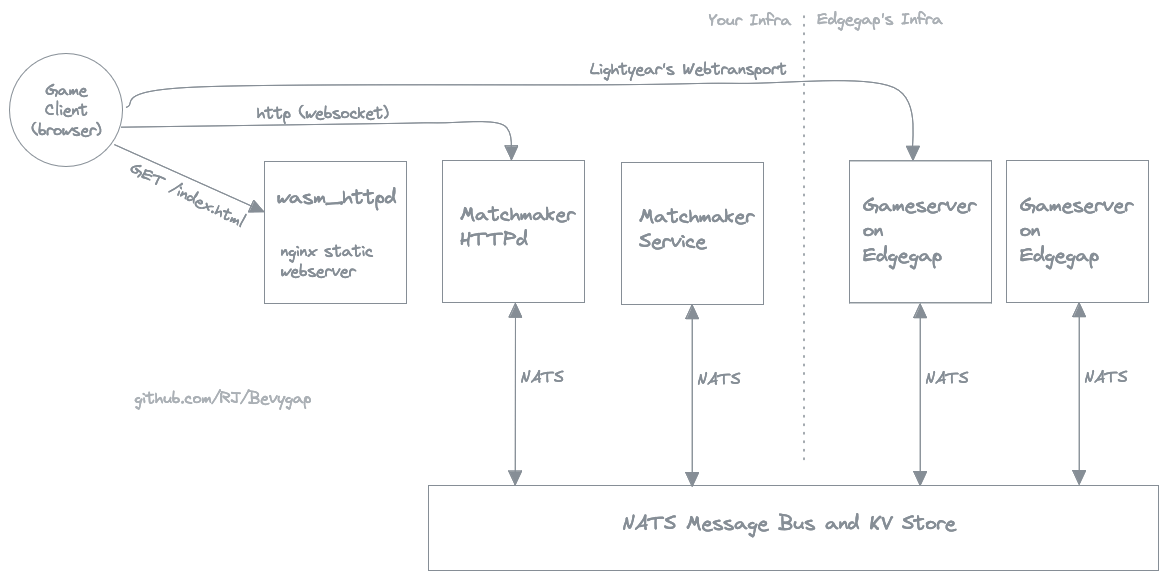 Your Infra
Edgegap's Infra
Lightyear's Webtransport
Game
Client
(browser)
http (websocket)
GET /index.html
wasm_httpd
nginx static
webserver
Matchmaker
HTTPd
Matchmaker
Service
Gameserver
on
Edgegap
Gameserver
on
Edgegap
NATS
NATS
NATS
NATS
github.com/RJ/Bevygap
NATS Message Bus and KV Store